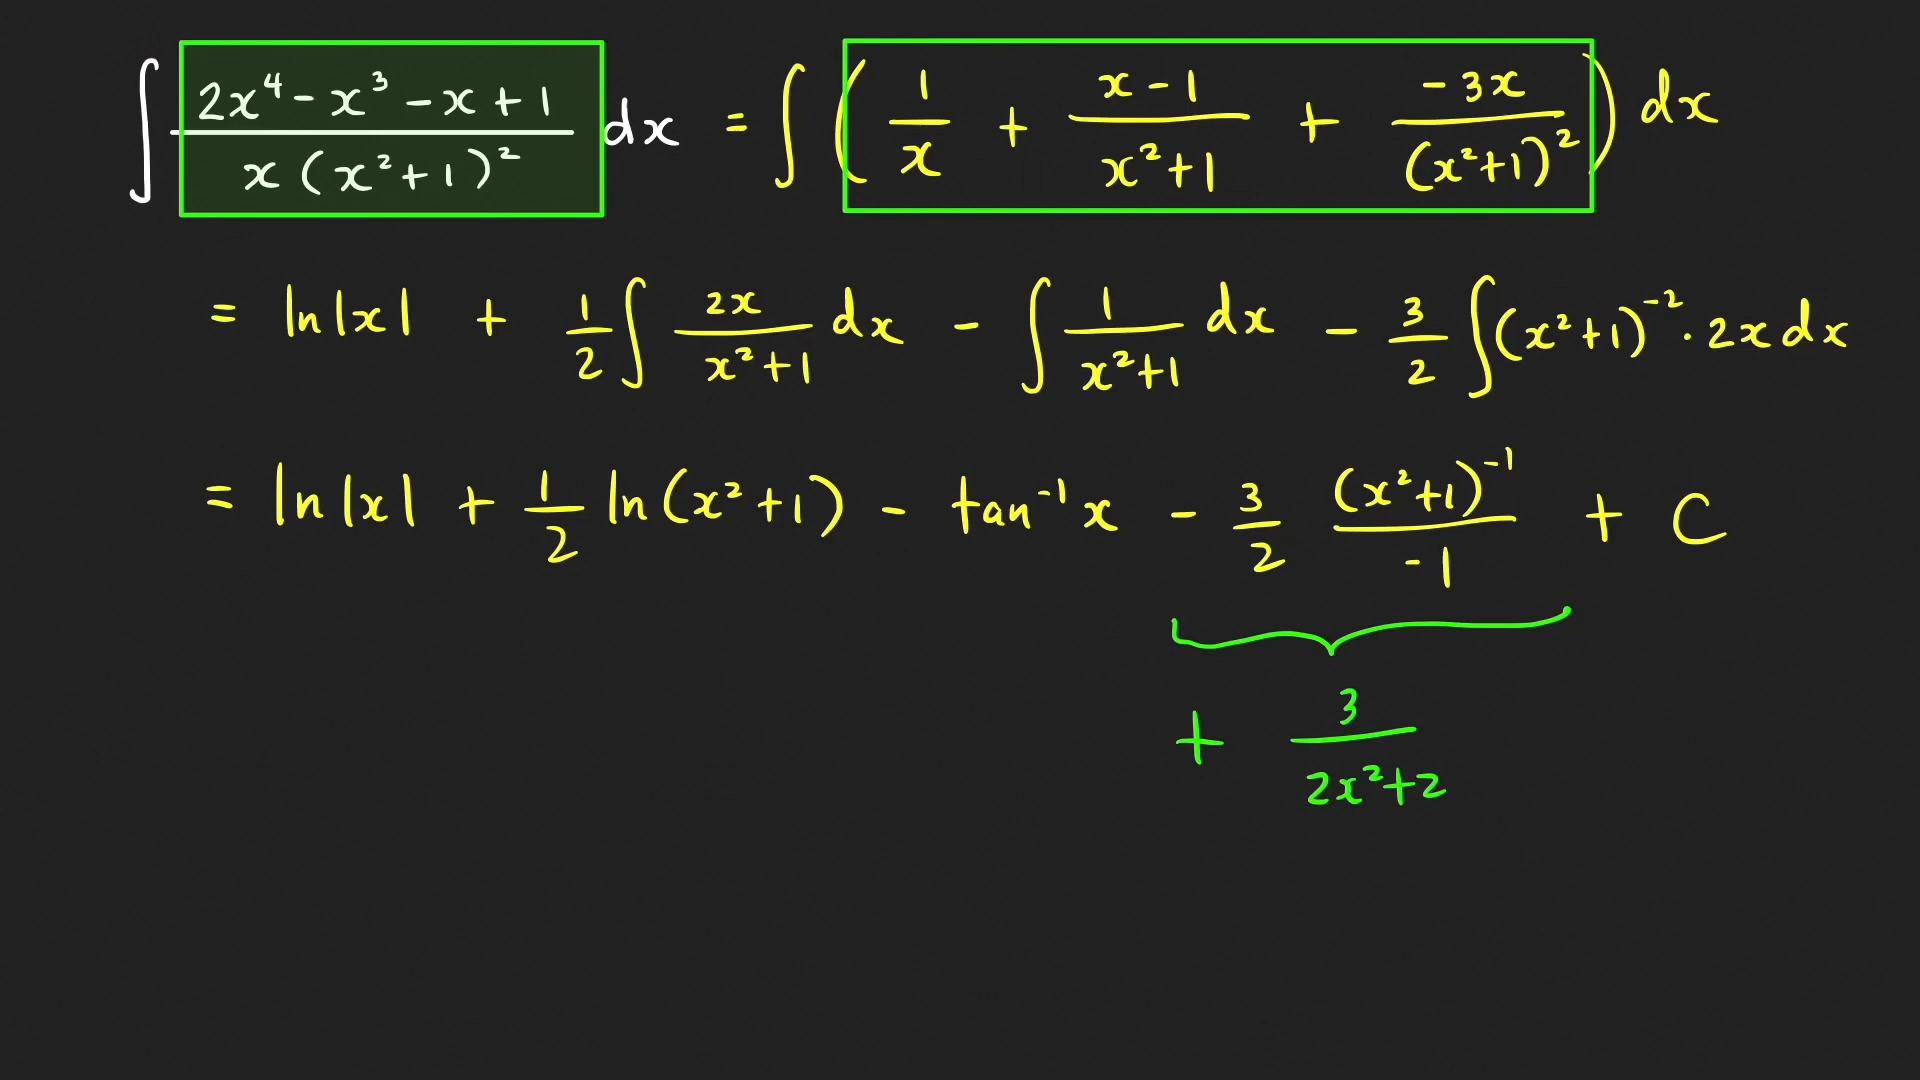 ∫ (2x⁴ - x³ - x + 1)/(x(x²+1)²) dx = ∫ (1/x + (x-1)/(x²+1) + (-3x)/(x²+1)²) dx
= ln|x| + 1/2 ∫ 2x/(x²+1) dx - ∫ 1/(x²+1) dx - 3/2 ∫(x²+1)⁻² · 2x dx
= ln|x| + 1/2 ln(x²+1) - tan⁻¹ x - 3/2 (x²+1)⁻¹/-1 + C
+ 3/(2x²+2)